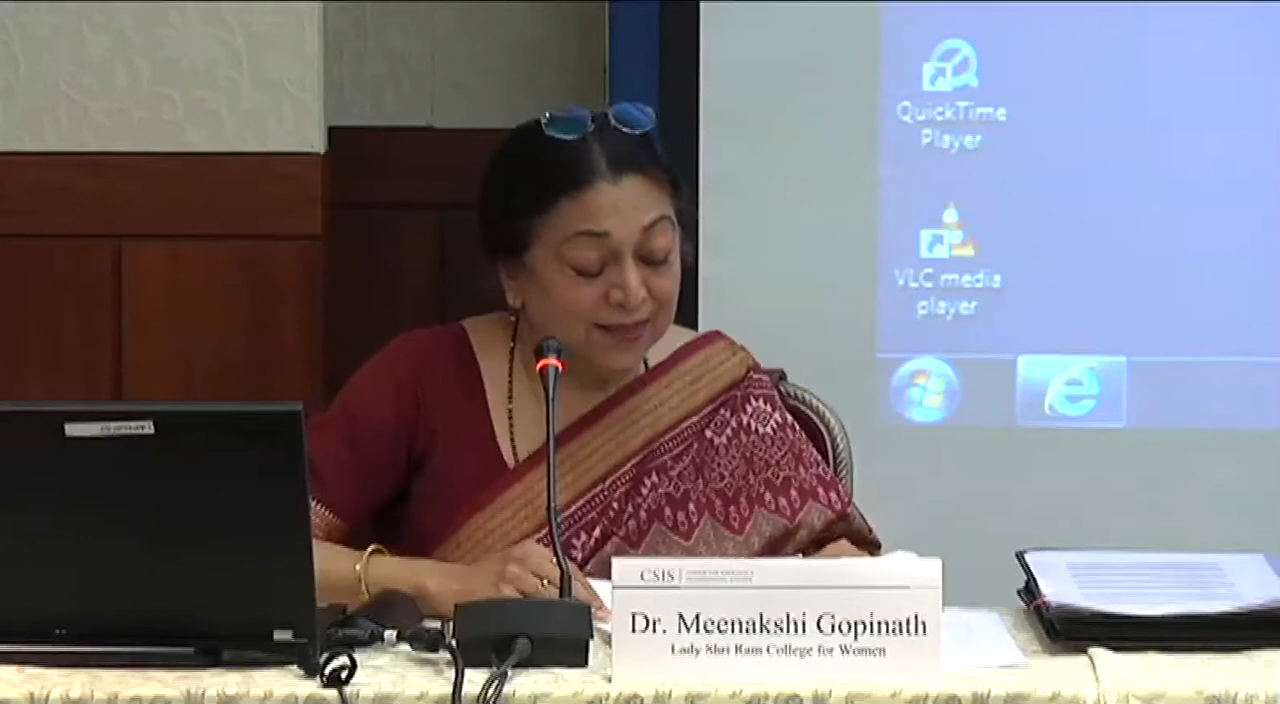 QuickTime
Player
VLC media
player
CSIS
Dr. Meenakshi Gopinath
Lady Shri Ram College for Women